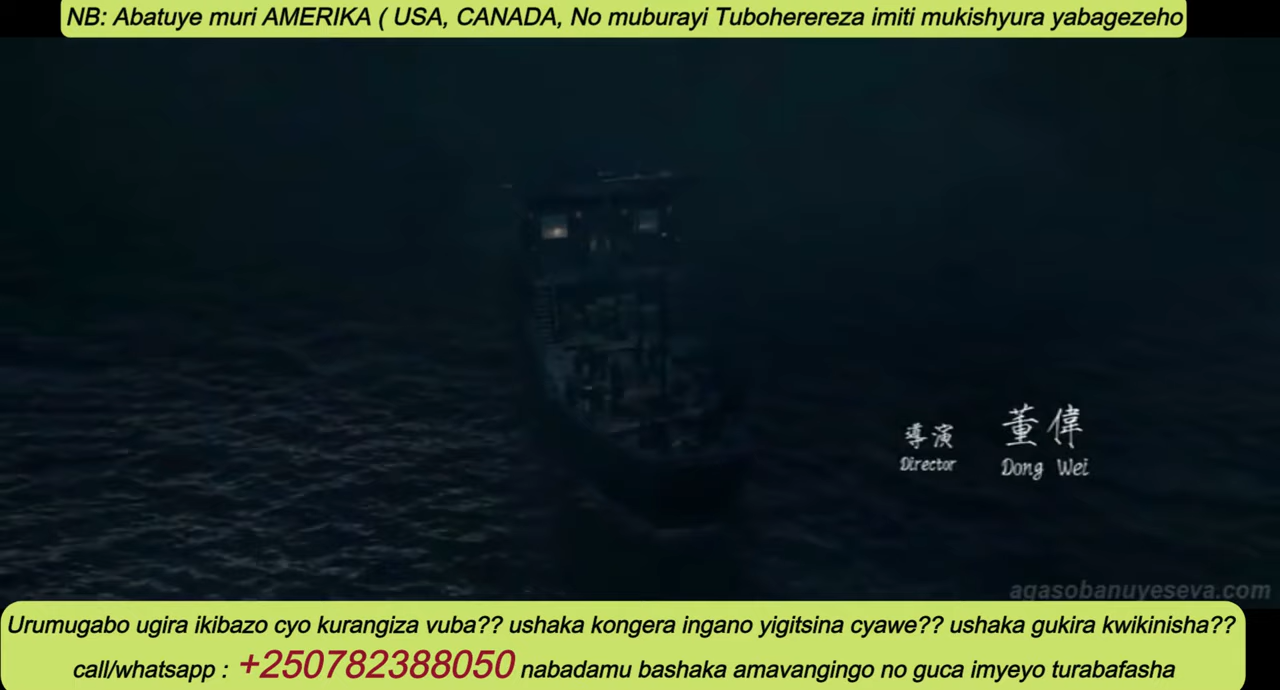 NB: Abatuye muri AMERIKA ( USA, CANADA, No muburayi Tuboherereza imiti mukishyura yabagezeho
導演 董偉
Director Dong Wei
agasobanuyeseva.com
Urumugabo ugira ikibazo cyo kurangiza vuba?? ushaka kongera ingano yigitsina cyawe?? ushaka gukira kwikinisha??
call/whatsapp : +250782388050 nabadamu bashaka amavangingo no guca imyeyo turabafasha